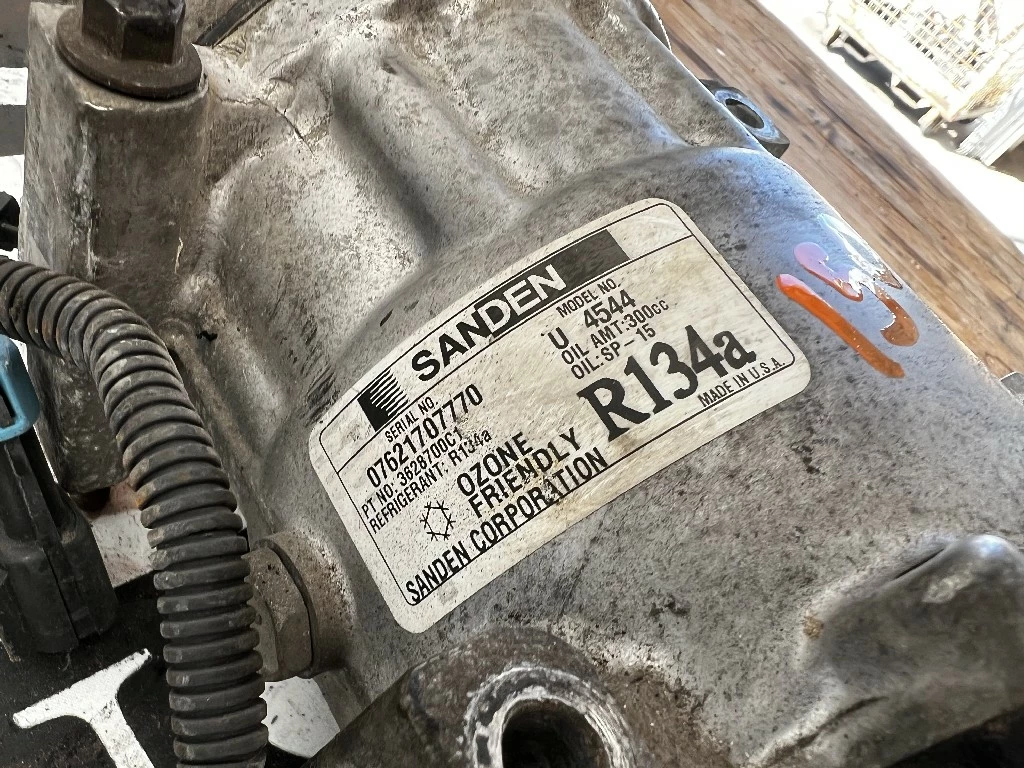 SANDEN
SERIAL NO.
07621707770
PT NO: 3828700C1
REFRIGERANT: R134a
MODEL NO.
U 4544
OIL AMT:300cc
OIL:SP-15
OZONE
FRIENDLY
R134a
SANDEN CORPORATION
MADE IN U.S.A.